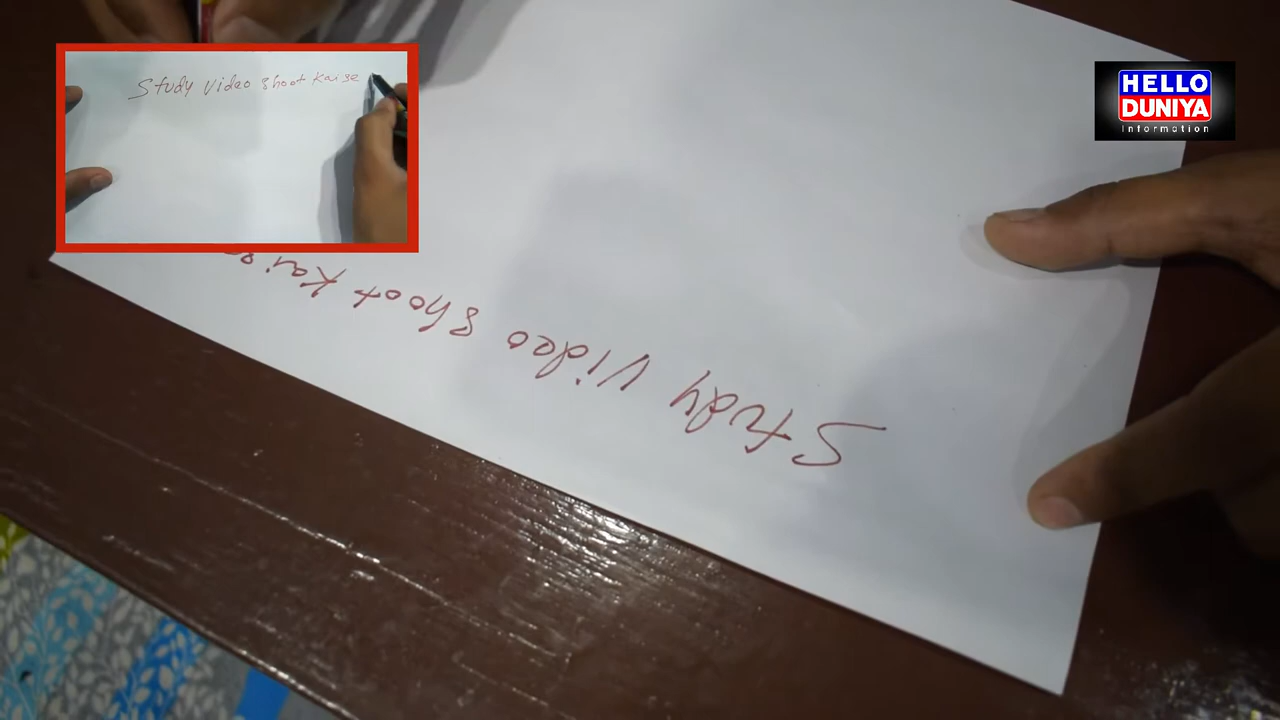 Study Video Shoot Kaise
HELLO
DUNIYA
Information
Study Video Shoot Kaise